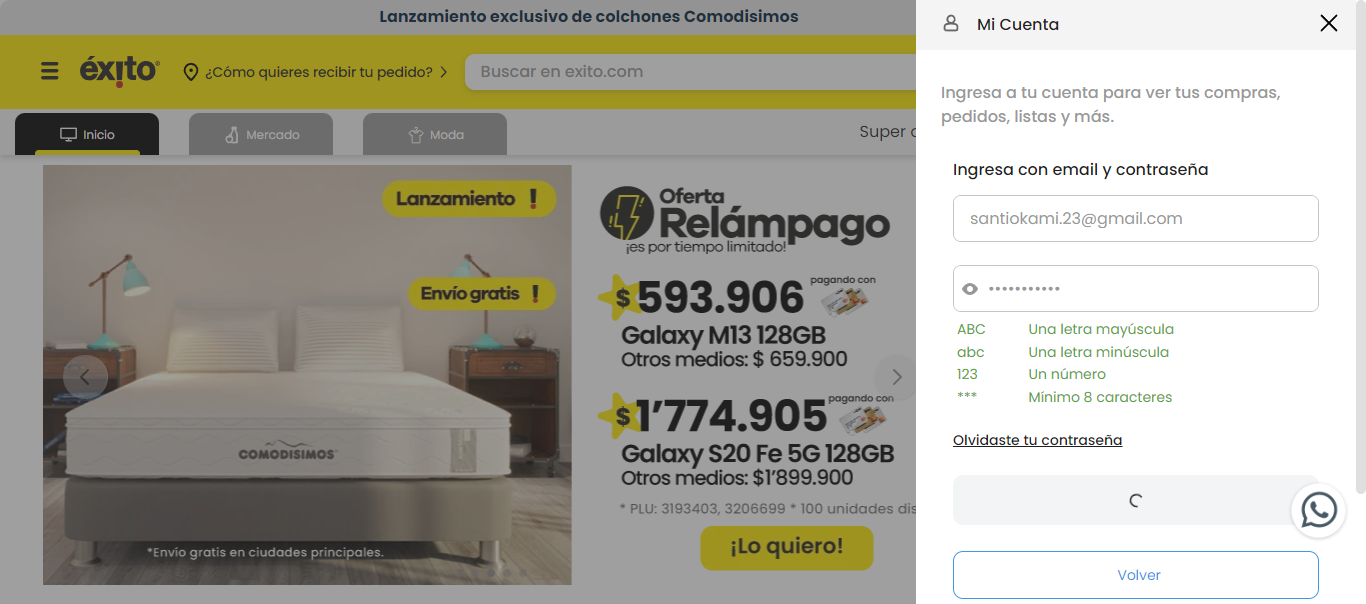 Lanzamiento exclusivo de colchones Comodisimos
éxito
¿Cómo quieres recibir tu pedido?
Buscar en exito.com
Inicio
Mercado
Moda
Super
Lanzamiento !
Envío gratis !
COMODISIMOS
*Envío gratis en ciudades principales.
Oferta
Relámpago
¡es por tiempo limitado!
$593.906
pagando con
Galaxy M13 128GB
Otros medios: $ 659.900
$1’774.905
pagando con
Galaxy S20 Fe 5G 128GB
Otros medios: $1’899.900
* PLU: 3193403, 3206699 * 100 unidades dis
¡Lo quiero!
Mi Cuenta
Ingresa a tu cuenta para ver tus compras,
pedidos, listas y más.
Ingresa con email y contraseña
santiokami.23@gmail.com
•••••••••••
ABC Una letra mayúscula
abc Una letra minúscula
123 Un número
*** Mínimo 8 caracteres
Olvidaste tu contraseña
Volver